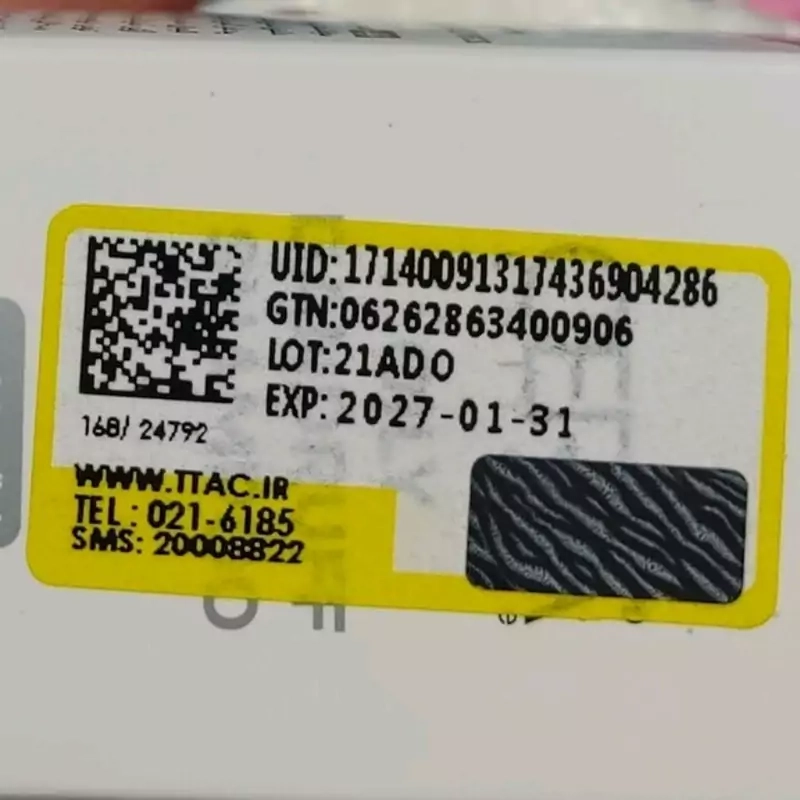 UID:17140091317436904286
GTN:06262863400906
LOT:21ADO
EXP: 2027-01-31
168/ 24792
WWW.TTAC.IR
TEL: 021-6185
SMS: 20008822